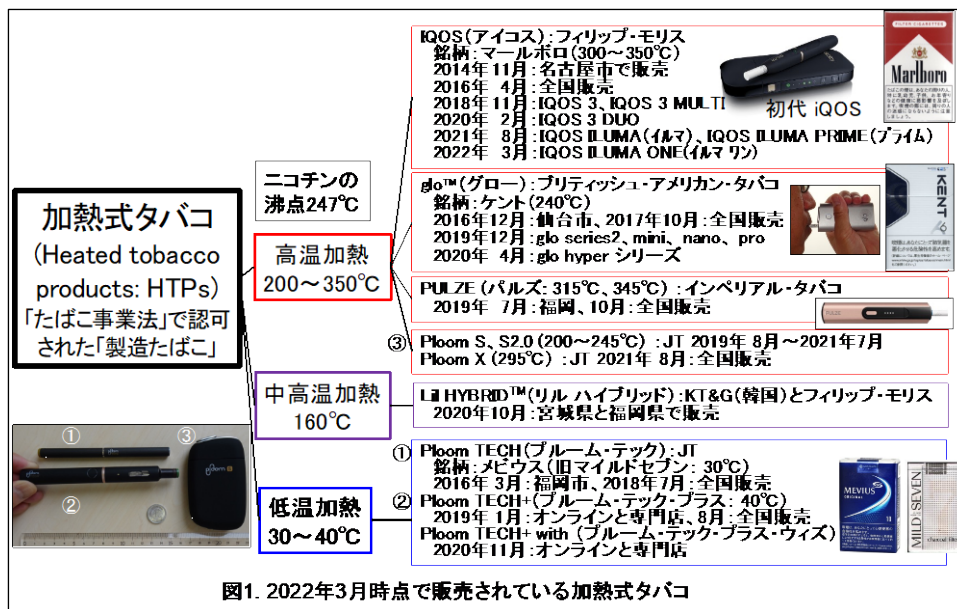 加熱式タバコ
(Heated tobacco
products: HTPs)
「たばこ事業法」で認可
された「製造たばこ」
ニコチンの
沸点247℃
高温加熱
200～350℃
IQOS(アイコス):フィリップ・モリス
銘柄:マールボロ(300～350℃)
2014年11月:名古屋市で販売
2016年 4月:全国販売
2018年11月:IQOS 3、IQOS 3 MULTI
2020年 2月:IQOS 3 DUO
2021年 8月:IQOS ILUMA(イルマ)、IQOS ILUMA PRIME(プライム)
2022年 3月:IQOS ILUMA ONE(イルマ ワン)
初代 iQOS
Marlboro
glo™(グロー):ブリティッシュ・アメリカン・タバコ
銘柄:ケント(240℃)
2016年12月:仙台市、2017年10月:全国販売
2019年12月:glo series2、mini、nano、pro
2020年 4月:glo hyper シリーズ
KENT
PULZE(パルズ:315℃、345℃):インペリアル・タバコ
2019年 7月:福岡、10月:全国販売
③ Ploom S、S2.0(200～245℃):JT 2019年 8月～2021年7月
Ploom X(295℃):JT 2021年 8月:全国販売
中高温加熱
160℃
Lil HYBRID™(リル ハイブリッド):KT&G(韓国)とフィリップ・モリス
2020年10月:宮城県と福岡県で販売
低温加熱
30～40℃
① Ploom TECH(プルーム・テック):JT
銘柄:メビウス(旧マイルドセブン:30℃)
2016年 3月:福岡市、2018年7月:全国販売
② Ploom TECH+(プルーム・テック・プラス:40℃)
2019年 1月:オンラインと専門店、8月:全国販売
Ploom TECH+ with (プルーム・テック・プラス・ウィズ)
2020年11月:オンラインと専門店
MEVIUS
MILD SEVEN
①
③
②
図1. 2022年3月時点で販売されている加熱式タバコ